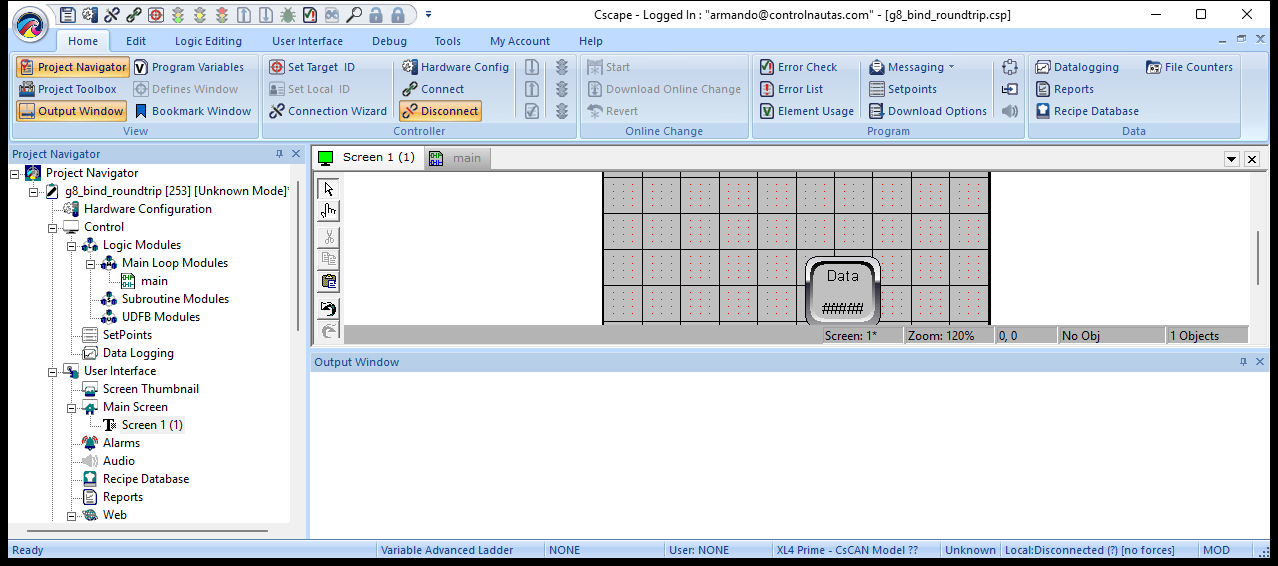 Cscape - Logged In : "armando@controlnautas.com" - [g8_bind_roundtrip.csp]
Home Edit Logic Editing User Interface Debug Tools My Account Help
Project Navigator Program Variables Set Target ID Hardware Config Start Error Check Messaging Datalogging File Counters
Project Toolbox Defines Window Set Local ID Connect Download Online Change Error List Setpoints Reports
Output Window Bookmark Window Connection Wizard Disconnect Revert Element Usage Download Options Recipe Database
View Controller Online Change Program Data
Project Navigator
Project Navigator
g8_bind_roundtrip [253] [Unknown Mode]*
Hardware Configuration
Control
Logic Modules
Main Loop Modules
main
Subroutine Modules
UDFB Modules
SetPoints
Data Logging
User Interface
Screen Thumbnail
Main Screen
Screen 1 (1)
Alarms
Audio
Recipe Database
Reports
Web
Screen 1 (1) main
Data
#######
Screen: 1* Zoom: 120% 0, 0 No Obj 1 Objects
Output Window
Ready Variable Advanced Ladder NONE User: NONE XL4 Prime - CsCAN Model ?? Unknown Local:Disconnected (?) [no forces] MOD